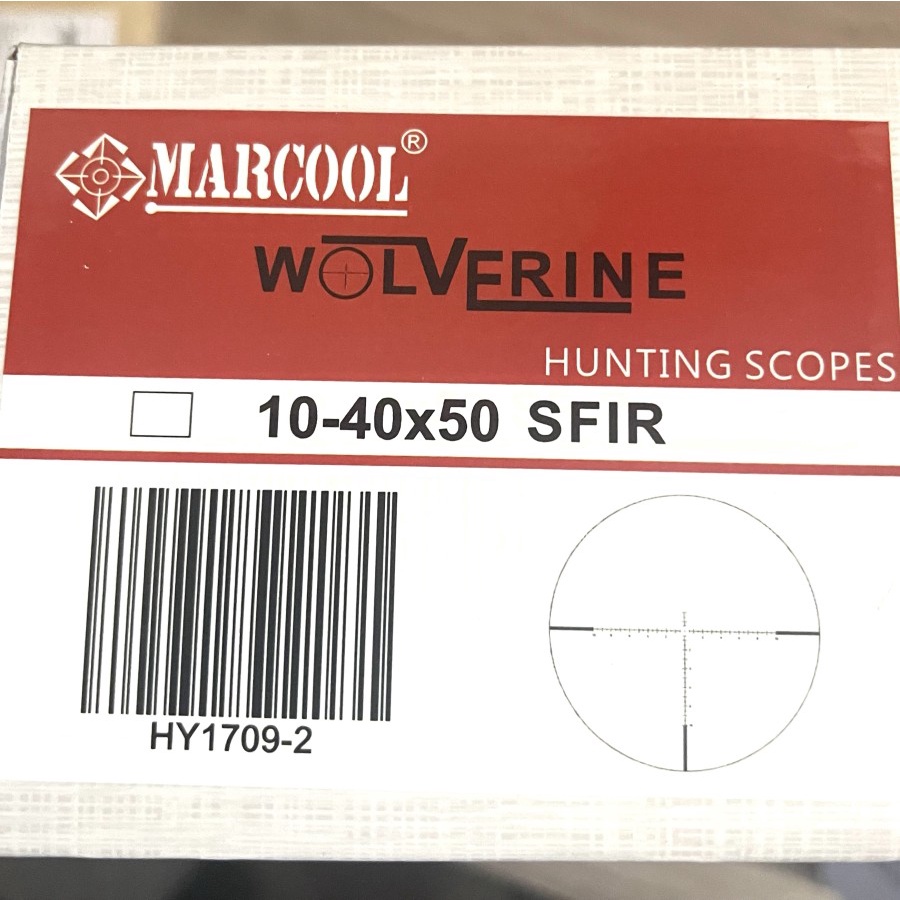 MARCOOL®
WOLVERINE
HUNTING SCOPES
10-40x50 SFIR
HY1709-2